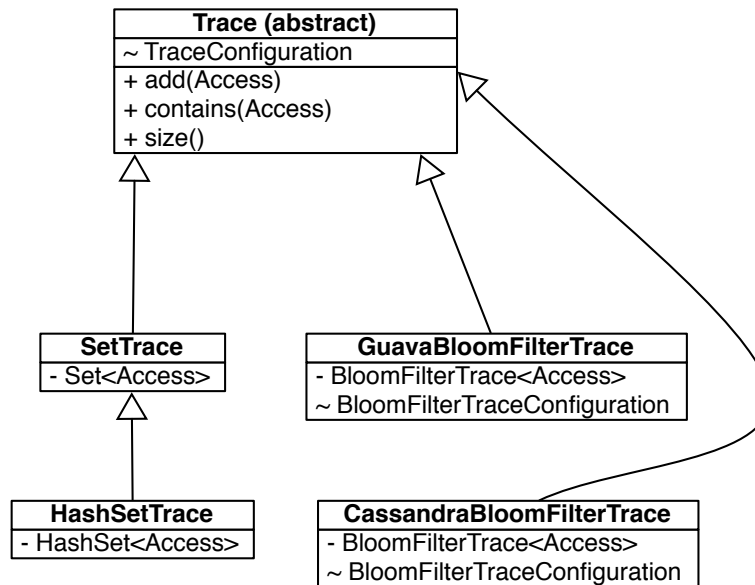 Trace (abstract)
~ TraceConfiguration
+ add(Access)
+ contains(Access)
+ size()
SetTrace
- Set<Access>
GuavaBloomFilterTrace
- BloomFilterTrace<Access>
~ BloomFilterTraceConfiguration
HashSetTrace
- HashSet<Access>
CassandraBloomFilterTrace
- BloomFilterTrace<Access>
~ BloomFilterTraceConfiguration